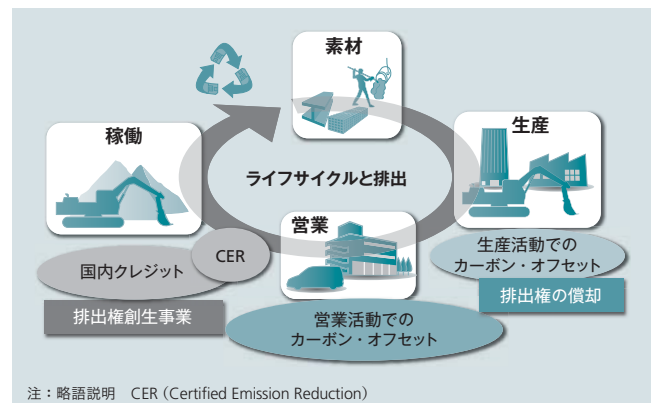 素材
稼働
生産
ライフサイクルと排出
営業
国内クレジット
CER
排出権創生事業
営業活動での
カーボン・オフセット
生産活動での
カーボン・オフセット
排出権の償却
注：略語説明　CER（Certified Emission Reduction）